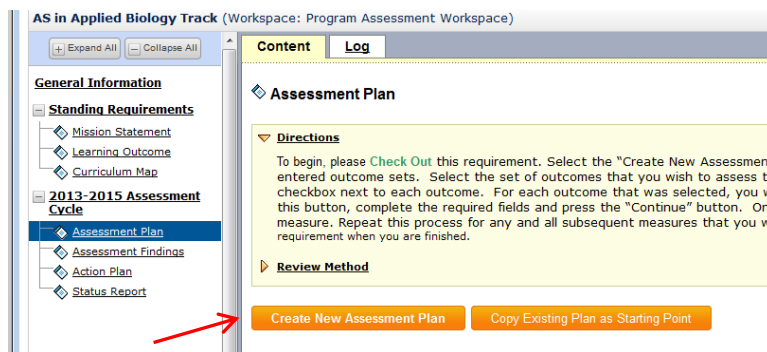 AS in Applied Biology Track (Workspace: Program Assessment Workspace)
Expand All
Collapse All
General Information
Standing Requirements
Mission Statement
Learning Outcome
Curriculum Map
2013-2015 Assessment
Cycle
Assessment Plan
Assessment Findings
Action Plan
Status Report
Content
Log
Assessment Plan
Directions
To begin, please Check Out this requirement. Select the "Create New Assessmen
entered outcome sets. Select the set of outcomes that you wish to assess t
checkbox next to each outcome. For each outcome that was selected, you w
this button, complete the required fields and press the "Continue" button. On
measure. Repeat this process for any and all subsequent measures that you w
requirement when you are finished.
Review Method
Create New Assessment Plan
Copy Existing Plan as Starting Point